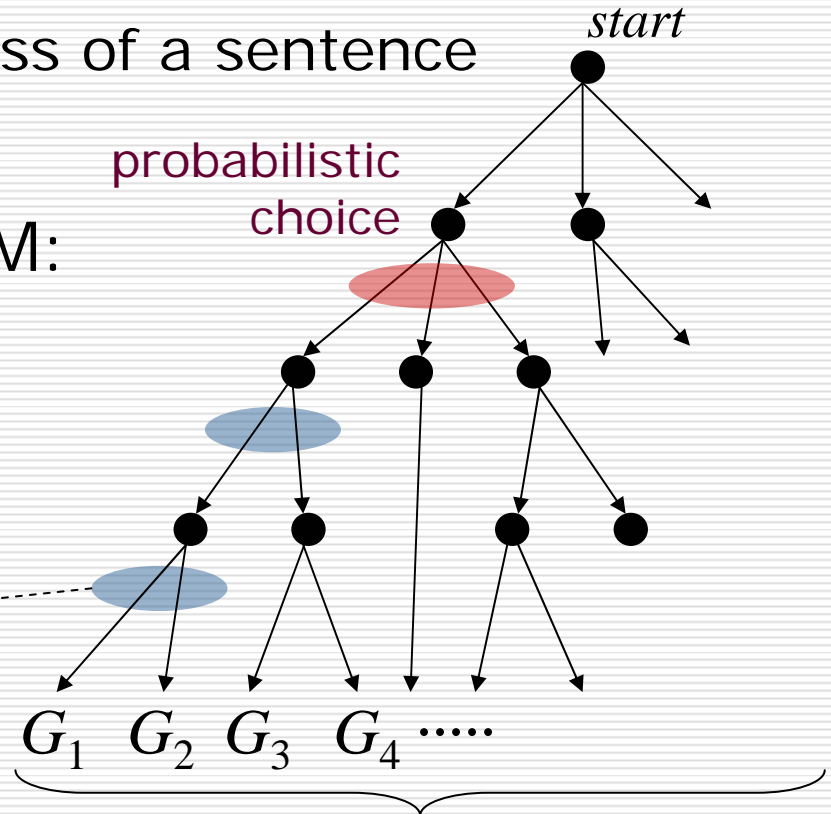 start
ss of a sentence
probabilistic
choice
M:
G1 G2 G3 G4 .....